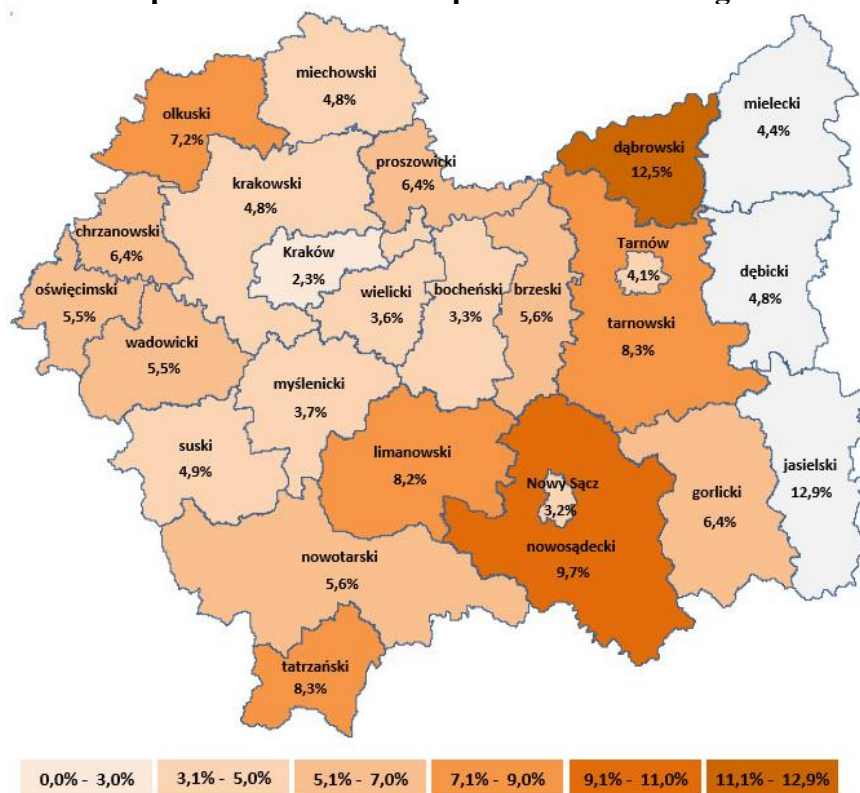 miechowski
4,8%
olkuski
7,2%
mielecki
4,4%
dąbrowski
12,5%
proszowicki
6,4%
krakowski
4,8%
chrzanowski
6,4%
Kraków
2,3%
Tarnów
4,1%
oświęcimski
5,5%
wielicki
3,6%
bocheński
3,3%
brzeski
5,6%
dębicki
4,8%
tarnowski
8,3%
wadowicki
5,5%
myślenicki
3,7%
suski
4,9%
limanowski
8,2%
Nowy Sącz
3,2%
gorlicki
6,4%
jasielski
12,9%
nowosądecki
9,7%
nowotarski
5,6%
tatrzański
8,3%
0,0% - 3,0%
3,1% - 5,0%
5,1% - 7,0%
7,1% - 9,0%
9,1% - 11,0%
11,1% - 12,9%